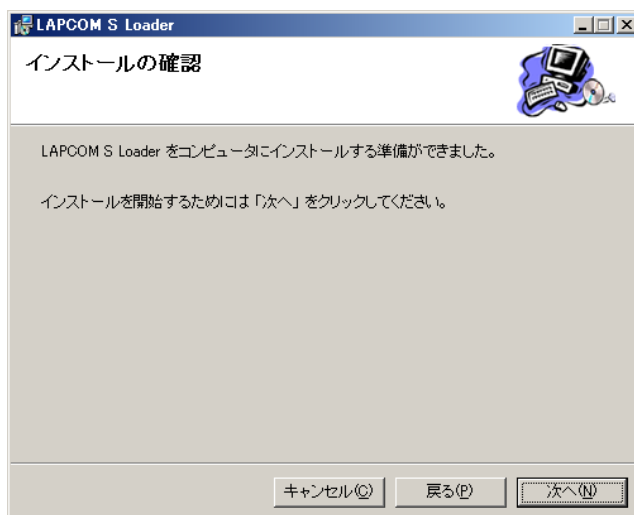 LAPCOM S Loader
インストールの確認
LAPCOM S Loader をコンピュータにインストールする準備ができました。
インストールを開始するためには「次へ」をクリックしてください。
キャンセル(C) 戻る(P) 次へ(N)